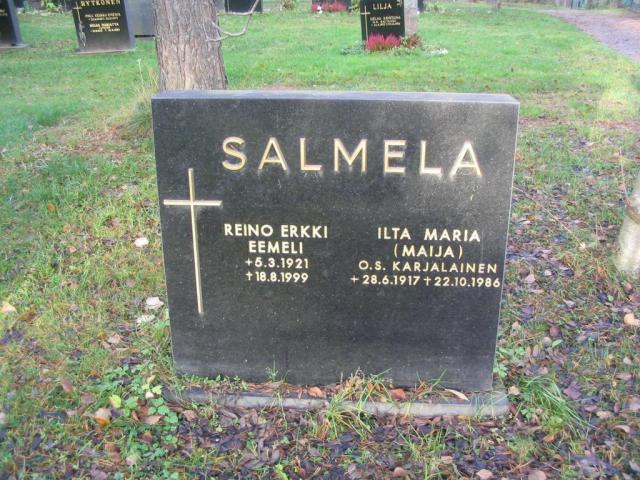 RYTKÖNEN
LILJA
SALMELA
REINO ERKKI
EEMELI
+5.3.1921
+18.8.1999
ILTA MARIA
(MAIJA)
O.S. KARJALAINEN
+28.6.1917 +22.10.1986